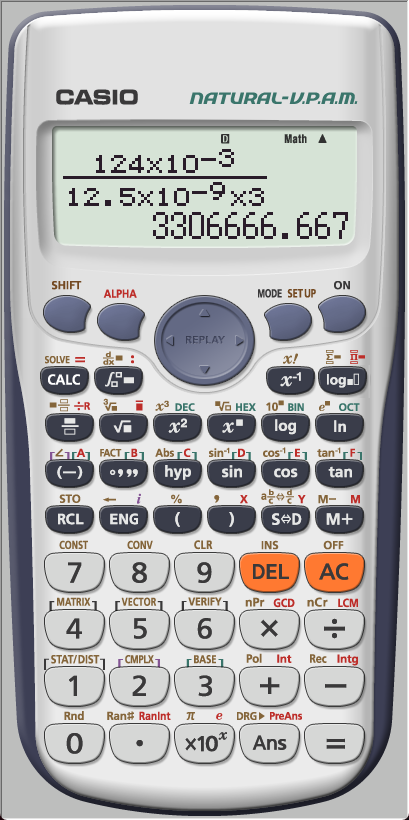 CASIO NATURAL-V.P.A.M.
D Math ▲
124×10⁻³
12.5×10⁻⁹×3
3306666.667
SHIFT ALPHA MODE SETUP ON
REPLAY
SOLVE = d/dx■ : x! Σ■ Π■
CALC ∫■ x⁻¹ log■□
■■/■ ÷R ³√■ x³ DEC ■√■ HEX 10■ BIN e■ OCT
■/■ √■ x² x■ log ln
∠ A FACT B Abs C sin⁻¹ D cos⁻¹ E tan⁻¹ F
(−) °,,, hyp sin cos tan
STO ← i % , X a b/c⇔d/c Y M− M
RCL ENG ( ) S⇔D M+
CONST CONV CLR INS OFF
7 8 9 DEL AC
MATRIX VECTOR VERIFY nPr GCD nCr LCM
4 5 6 × ÷
STAT/DIST CMPLX BASE Pol Int Rec Intg
1 2 3 + −
Rnd Ran# RanInt π e DRG▶ PreAns
0 · ×10ˣ Ans =